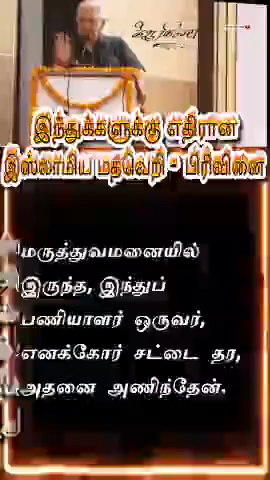 இந்துக்களுக்கு எதிரான
இஸ்லாமிய மதவெறி - பிரிவினை
மருத்துவமனையில்
இருந்த, இந்துப்
பணியாளர் ஒருவர்,
எனக்கோர் சட்டை தர,
அதனை அணிந்தேன்.